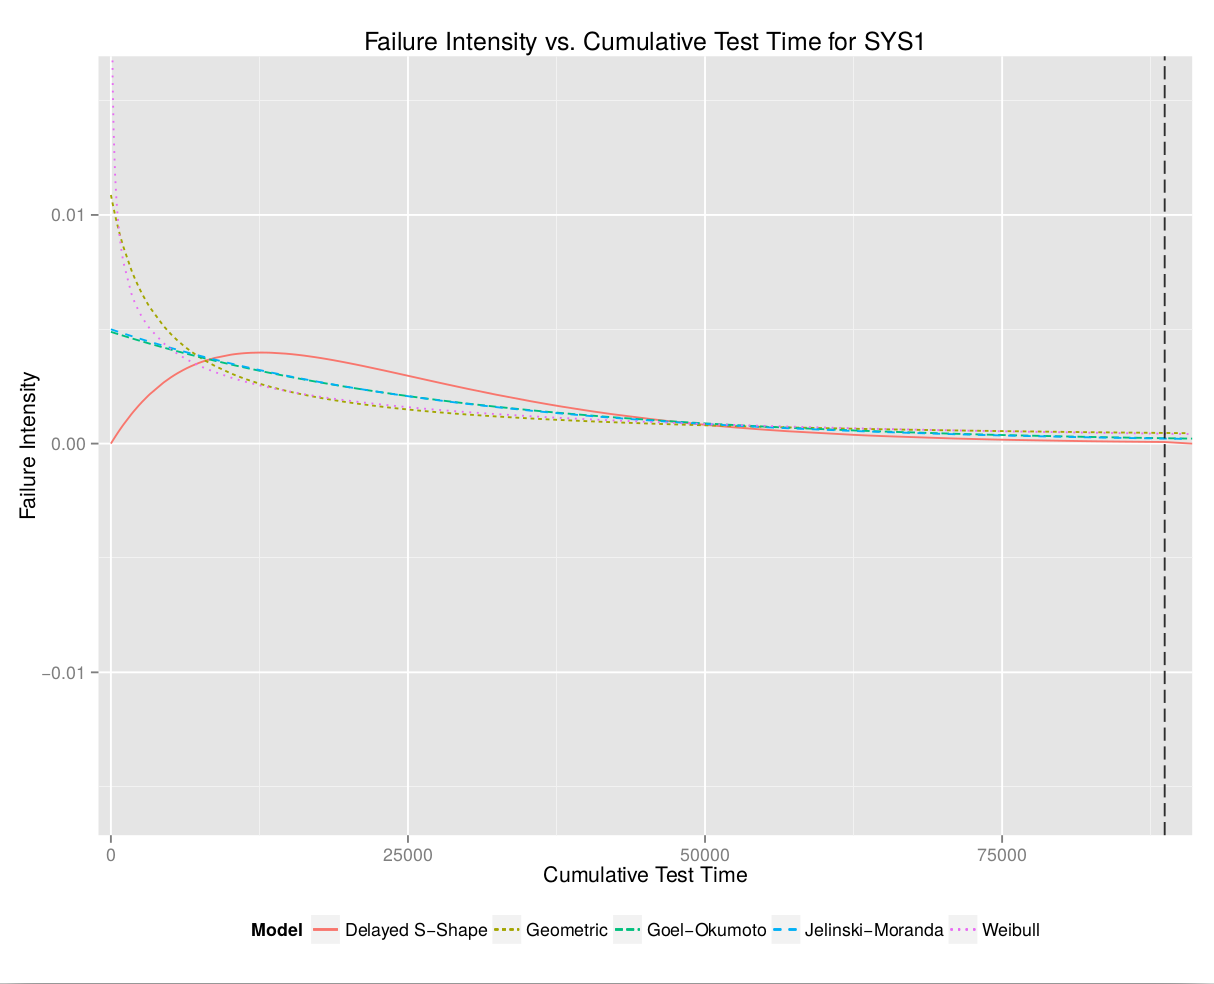 Failure Intensity vs. Cumulative Test Time for SYS1
Failure Intensity
0.01
0.00
−0.01
0 25000 50000 75000
Cumulative Test Time
Model Delayed S−Shape Geometric Goel−Okumoto Jelinski−Moranda Weibull